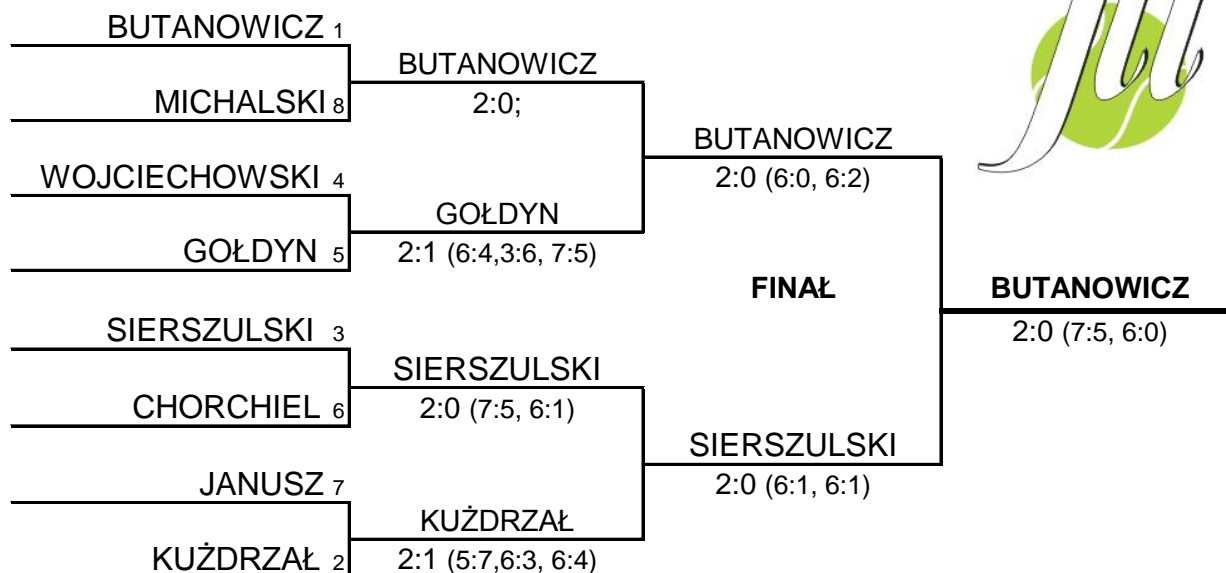 BUTANOWICZ 1
BUTANOWICZ
2:0;
MICHALSKI 8
BUTANOWICZ
2:0 (6:0, 6:2)
WOJCIECHOWSKI 4
GOŁDYN
2:1 (6:4,3:6, 7:5)
GOŁDYN 5
FINAŁ
BUTANOWICZ
2:0 (7:5, 6:0)
SIERSZULSKI 3
SIERSZULSKI
2:0 (7:5, 6:1)
CHORCHIEL 6
SIERSZULSKI
2:0 (6:1, 6:1)
JANUSZ 7
KUŻDRZAŁ
2:1 (5:7,6:3, 6:4)
KUŻDRZAŁ 2